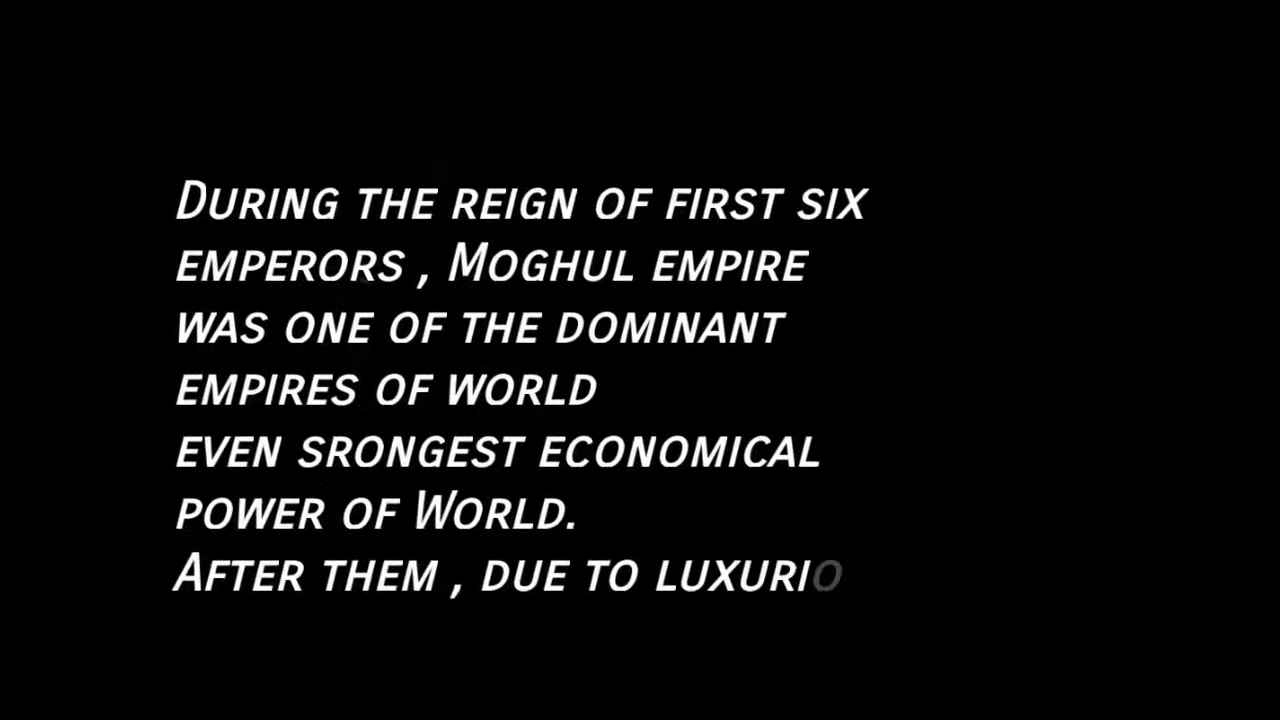 During the reign of first six
emperors , Moghul empire
was one of the dominant
empires of world
even srongest economical
power of World.
After them , due to luxurio